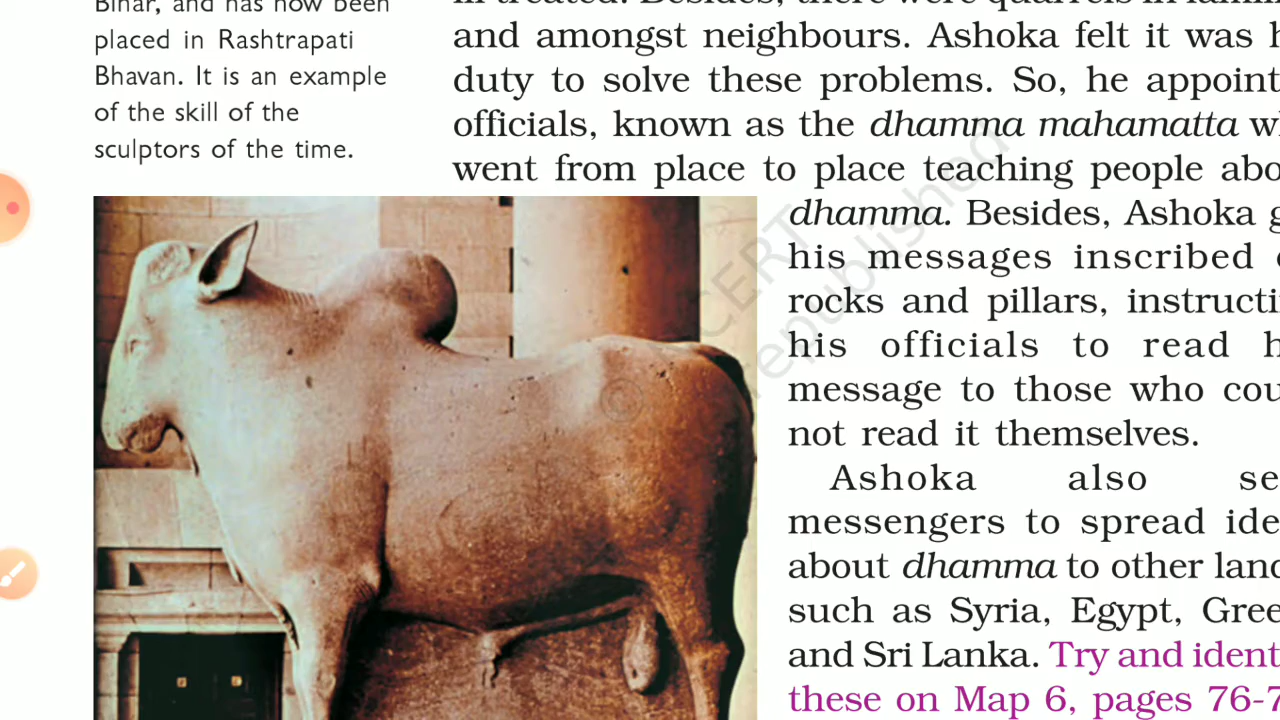 Bihar, and has now been
placed in Rashtrapati
Bhavan. It is an example
of the skill of the
sculptors of the time.
and amongst neighbours. Ashoka felt it was
duty to solve these problems. So, he
officials, known as the dhamma mahamatta
went from place to place teaching people
dhamma. Besides, Ashoka
his messages inscribed
rocks and pillars,
his officials to read
message to those who
not read it themselves.
Ashoka also
messengers to spread
about dhamma to other
such as Syria, Egypt,
and Sri Lanka. Try and
these on Map 6, pages